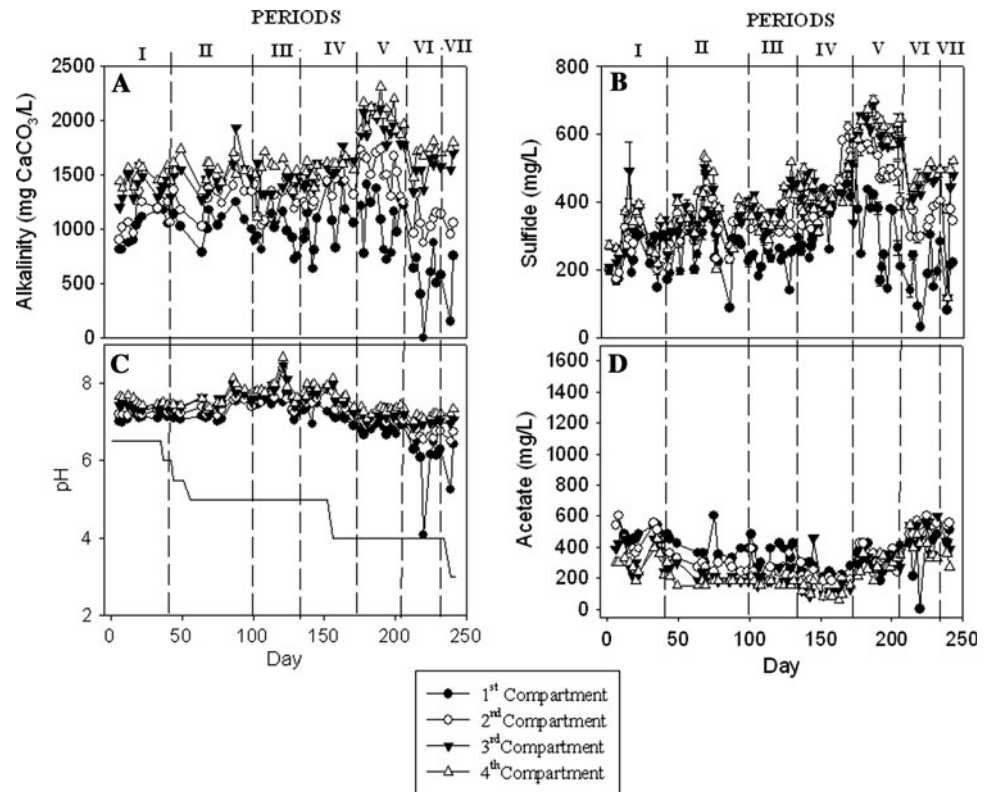 PERIODS
PERIODS
I II III IV V VI VII
I II III IV V VI VII
A
Alkalinity (mg CaCO₃/L)
2500
2000
1500
1000
500
0
B
Sulfide (mg/L)
800
600
400
200
0
C
pH
8
6
4
2
0 50 100 150 200 250
Day
D
Acetate (mg/L)
1600
1400
1200
1000
800
600
400
200
0
0 50 100 150 200 250
Day
1st Compartment
2nd Compartment
3rd Compartment
4th Compartment